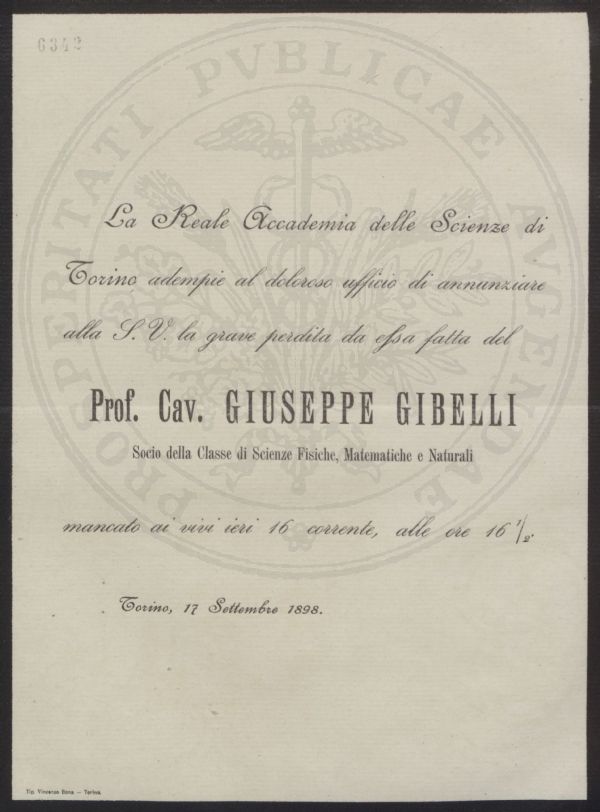 6342
PROSPERITATI PVBLICAE AVGENDAE
La Reale Accademia delle Scienze di
Torino adempie al doloroso ufficio di annunziare
alla S. V. la grave perdita da essa fatta del
Prof. Cav. GIUSEPPE GIBELLI
Socio della Classe di Scienze Fisiche, Matematiche e Naturali
mancato ai vivi ieri 16 corrente, alle ore 16 1/2.
Torino, 17 Settembre 1898.
Tip. Vincenzo Bona — Torino.